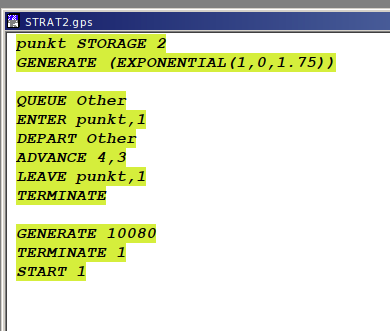 STRAT2.gps
punkt STORAGE 2
GENERATE (EXPONENTIAL(1,0,1.75))
QUEUE Other
ENTER punkt,1
DEPART Other
ADVANCE 4,3
LEAVE punkt,1
TERMINATE
GENERATE 10080
TERMINATE 1
START 1